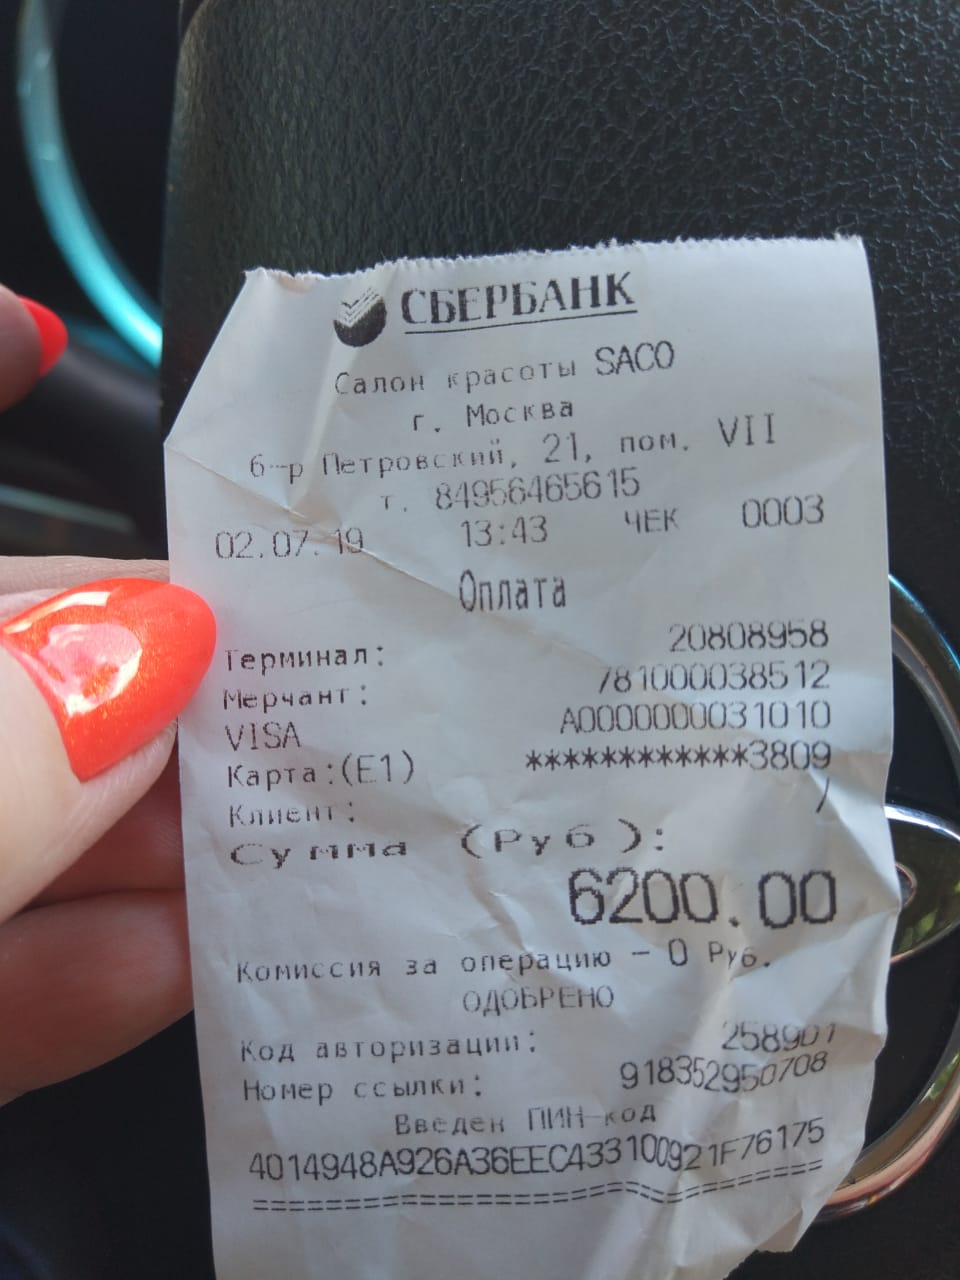 СБЕРБАНК
Салон красоты SACO
г. Москва
б-р Петровский, 21, пом. VII
т. 84956465615
02.07.19 13:43 ЧЕК 0003
Оплата
Терминал: 20808958
Мерчант: 781000038512
VISA A0000000031010
Карта:(E1) ************3809
Клиент: /
Сумма (Руб):
6200.00
Комиссия за операцию - 0 Руб.
ОДОБРЕНО
Код авторизации: 258901
Номер ссылки: 918352950708
Введен ПИН-код
4014948A926A36EEC433100921F76175
================================